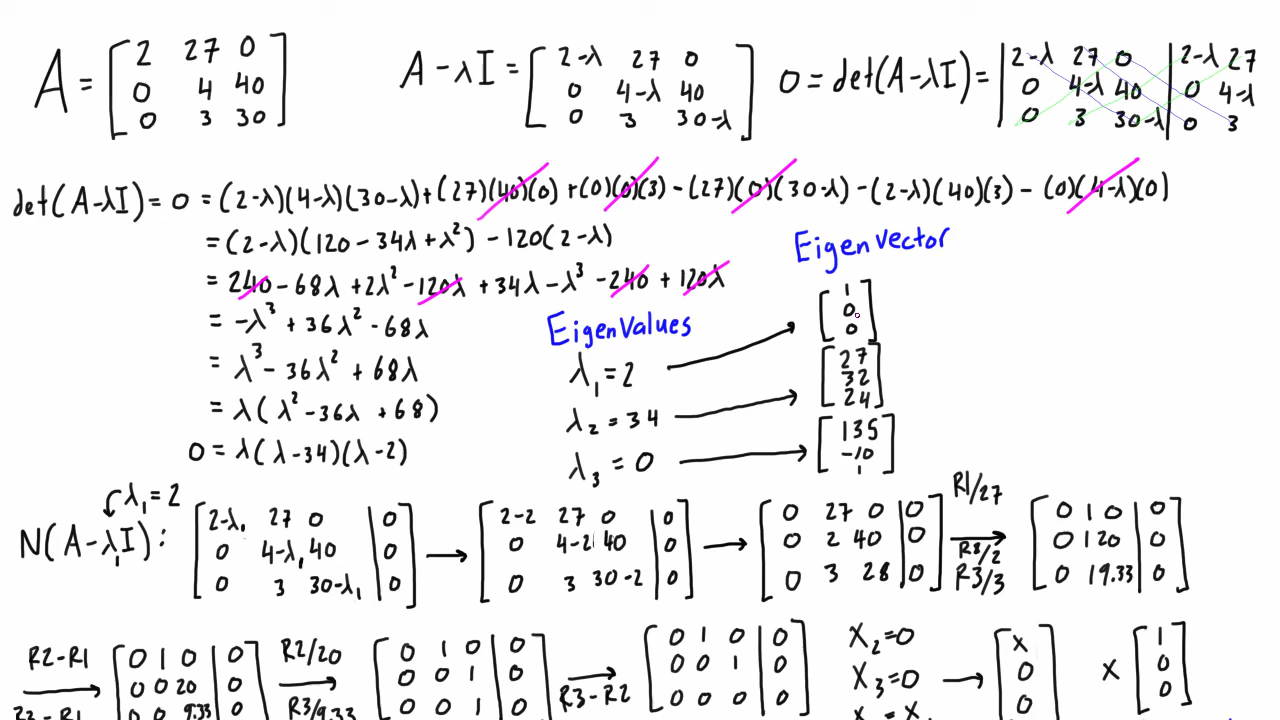 A = [ 2 27 0 ; 0 4 40 ; 0 3 30 ]
A - λI = [ 2-λ 27 0 ; 0 4-λ 40 ; 0 3 30-λ ]
0 = det(A-λI) = | 2-λ 27 0 ; 0 4-λ 40 ; 0 3 30-λ | 2-λ 27 ; 0 4-λ ; 0 3
det(A-λI) = 0 = (2-λ)(4-λ)(30-λ)+(27)(40)(0)+(0)(0)(3)-(27)(0)(30-λ)-(2-λ)(40)(3)-(0)(4-λ)(0)
=(2-λ)(120-34λ+λ²)-120(2-λ)
= 240-68λ+2λ²-120λ+34λ-λ³-240+120λ
= -λ³+36λ²-68λ
= λ³-36λ²+68λ
= λ(λ²-36λ+68)
0 = λ(λ-34)(λ-2)
EigenValues
λ₁=2
λ₂=34
λ₃=0
EigenVector
[ 1 ; 0 ; 0 ]
[ 27 ; 32 ; 24 ]
[ 135 ; -10 ; 1 ]
λ₁=2
N(A-λ₁I): [ 2-λ₁ 27 0 | 0 ; 0 4-λ₁ 40 | 0 ; 0 3 30-λ₁ | 0 ] → [ 2-2 27 0 | 0 ; 0 4-2 40 | 0 ; 0 3 30-2 | 0 ] → [ 0 27 0 | 0 ; 0 2 40 | 0 ; 0 3 28 | 0 ]
R1/27
R2/2
R3/3
[ 0 1 0 | 0 ; 0 1 20 | 0 ; 0 1 9.33 | 0 ]
R2-R1
R3-R1
[ 0 1 0 | 0 ; 0 0 20 | 0 ; 0 0 9.33 | 0 ]
R2/20
R3/9.33
[ 0 1 0 | 0 ; 0 0 1 | 0 ; 0 0 1 | 0 ]
R3-R2
[ 0 1 0 | 0 ; 0 0 1 | 0 ; 0 0 0 | 0 ]
X₂=0
X₃=0
→ [ x ; 0 ; 0 ]
x [ 1 ; 0 ; 0 ]